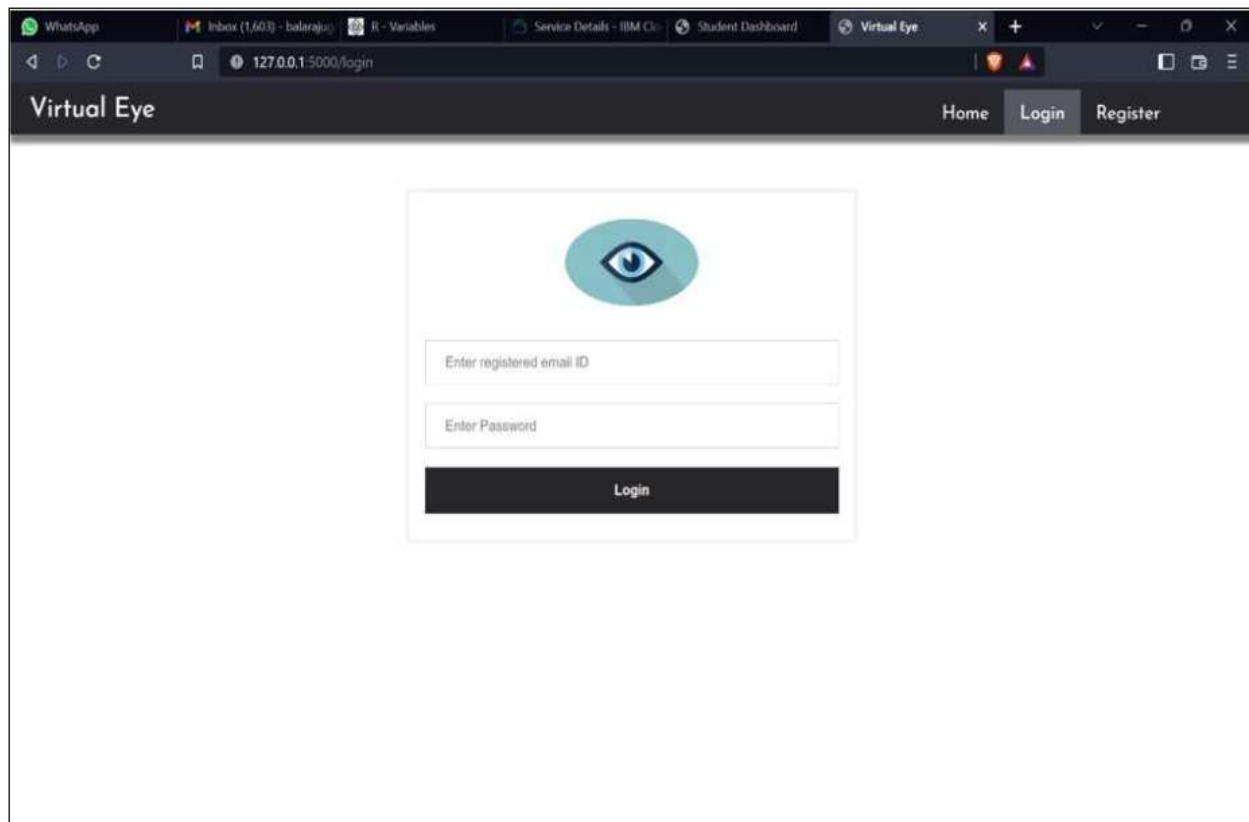 WhatsApp Inbox (1,603) - balarajug R - Variables Service Details - IBM Clo Student Dashboard Virtual Eye
127.0.0.1:5000/login
Virtual Eye Home Login Register
Enter registered email ID
Enter Password
Login